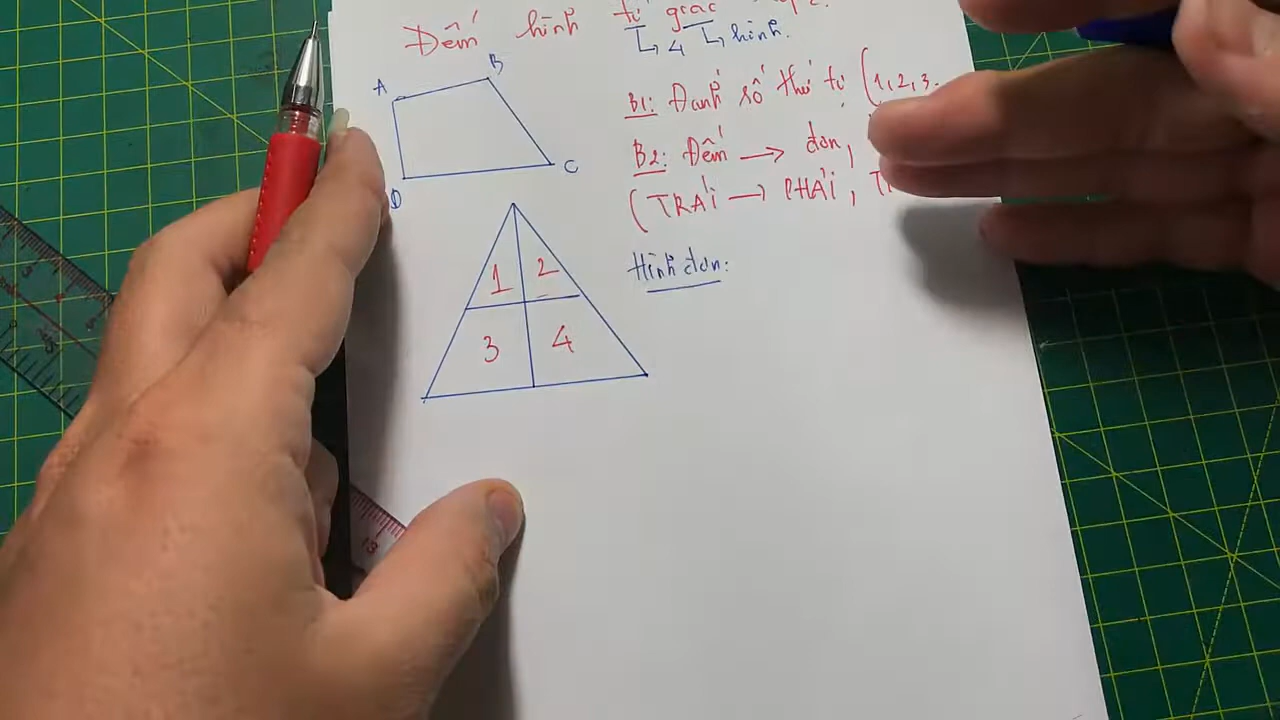 Đếm hình tứ giác
↳ 4 ↳ hình.
A
B
C
D
B1: Đánh số thứ tự (1,2,3.
B2: Đếm → đơn,
(TRÁI → PHẢI,
Hình đơn:
1 2
3 4
13